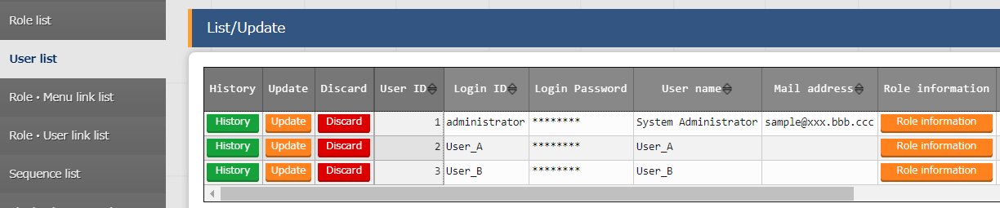 Role list
User list
Role・Menu link list
Role・User link list
Sequence list
List/Update
History Update Discard User ID Login ID Login Password User name Mail address Role information
History Update Discard 1 administrator ******** System Administrator sample@xxx.bbb.ccc Role information
History Update Discard 2 User_A ******** User_A Role information
History Update Discard 3 User_B ******** User_B Role information